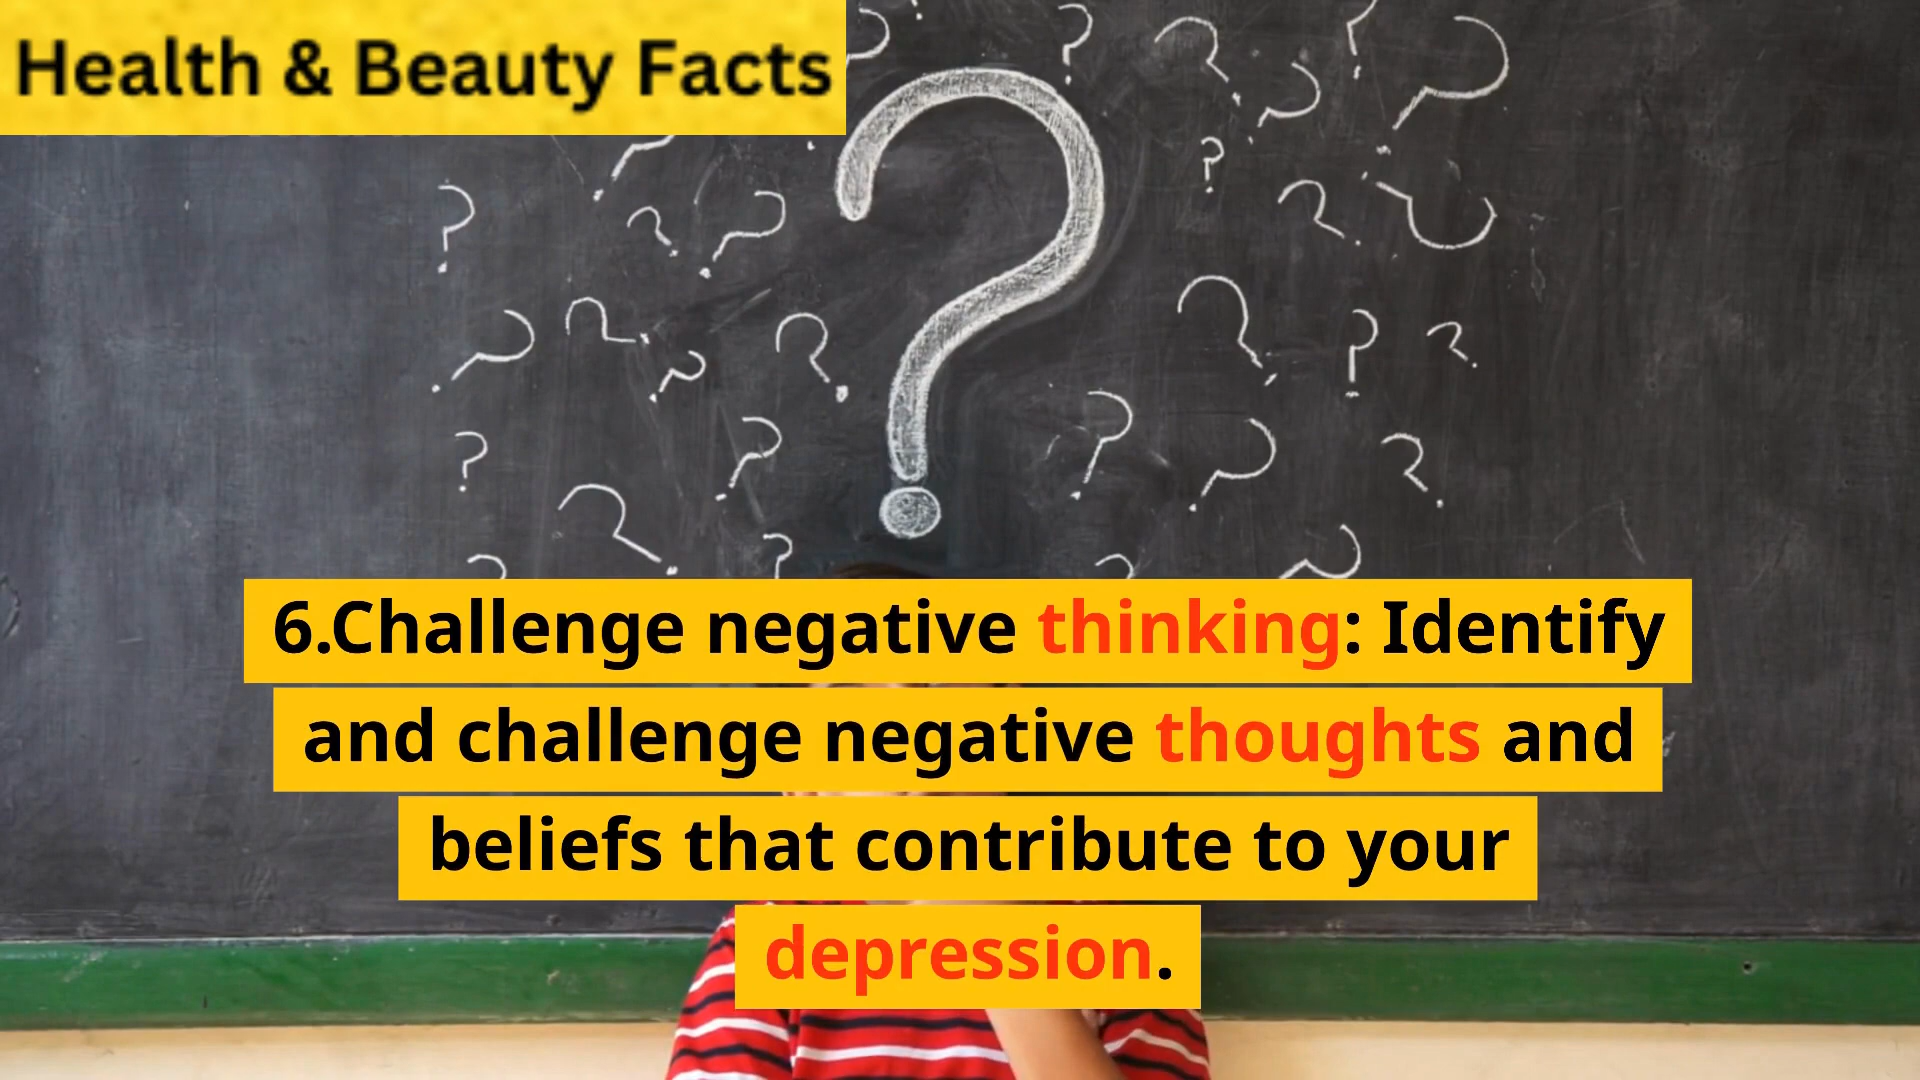 Health & Beauty Facts
6.Challenge negative thinking: Identify
and challenge negative thoughts and
beliefs that contribute to your
depression.